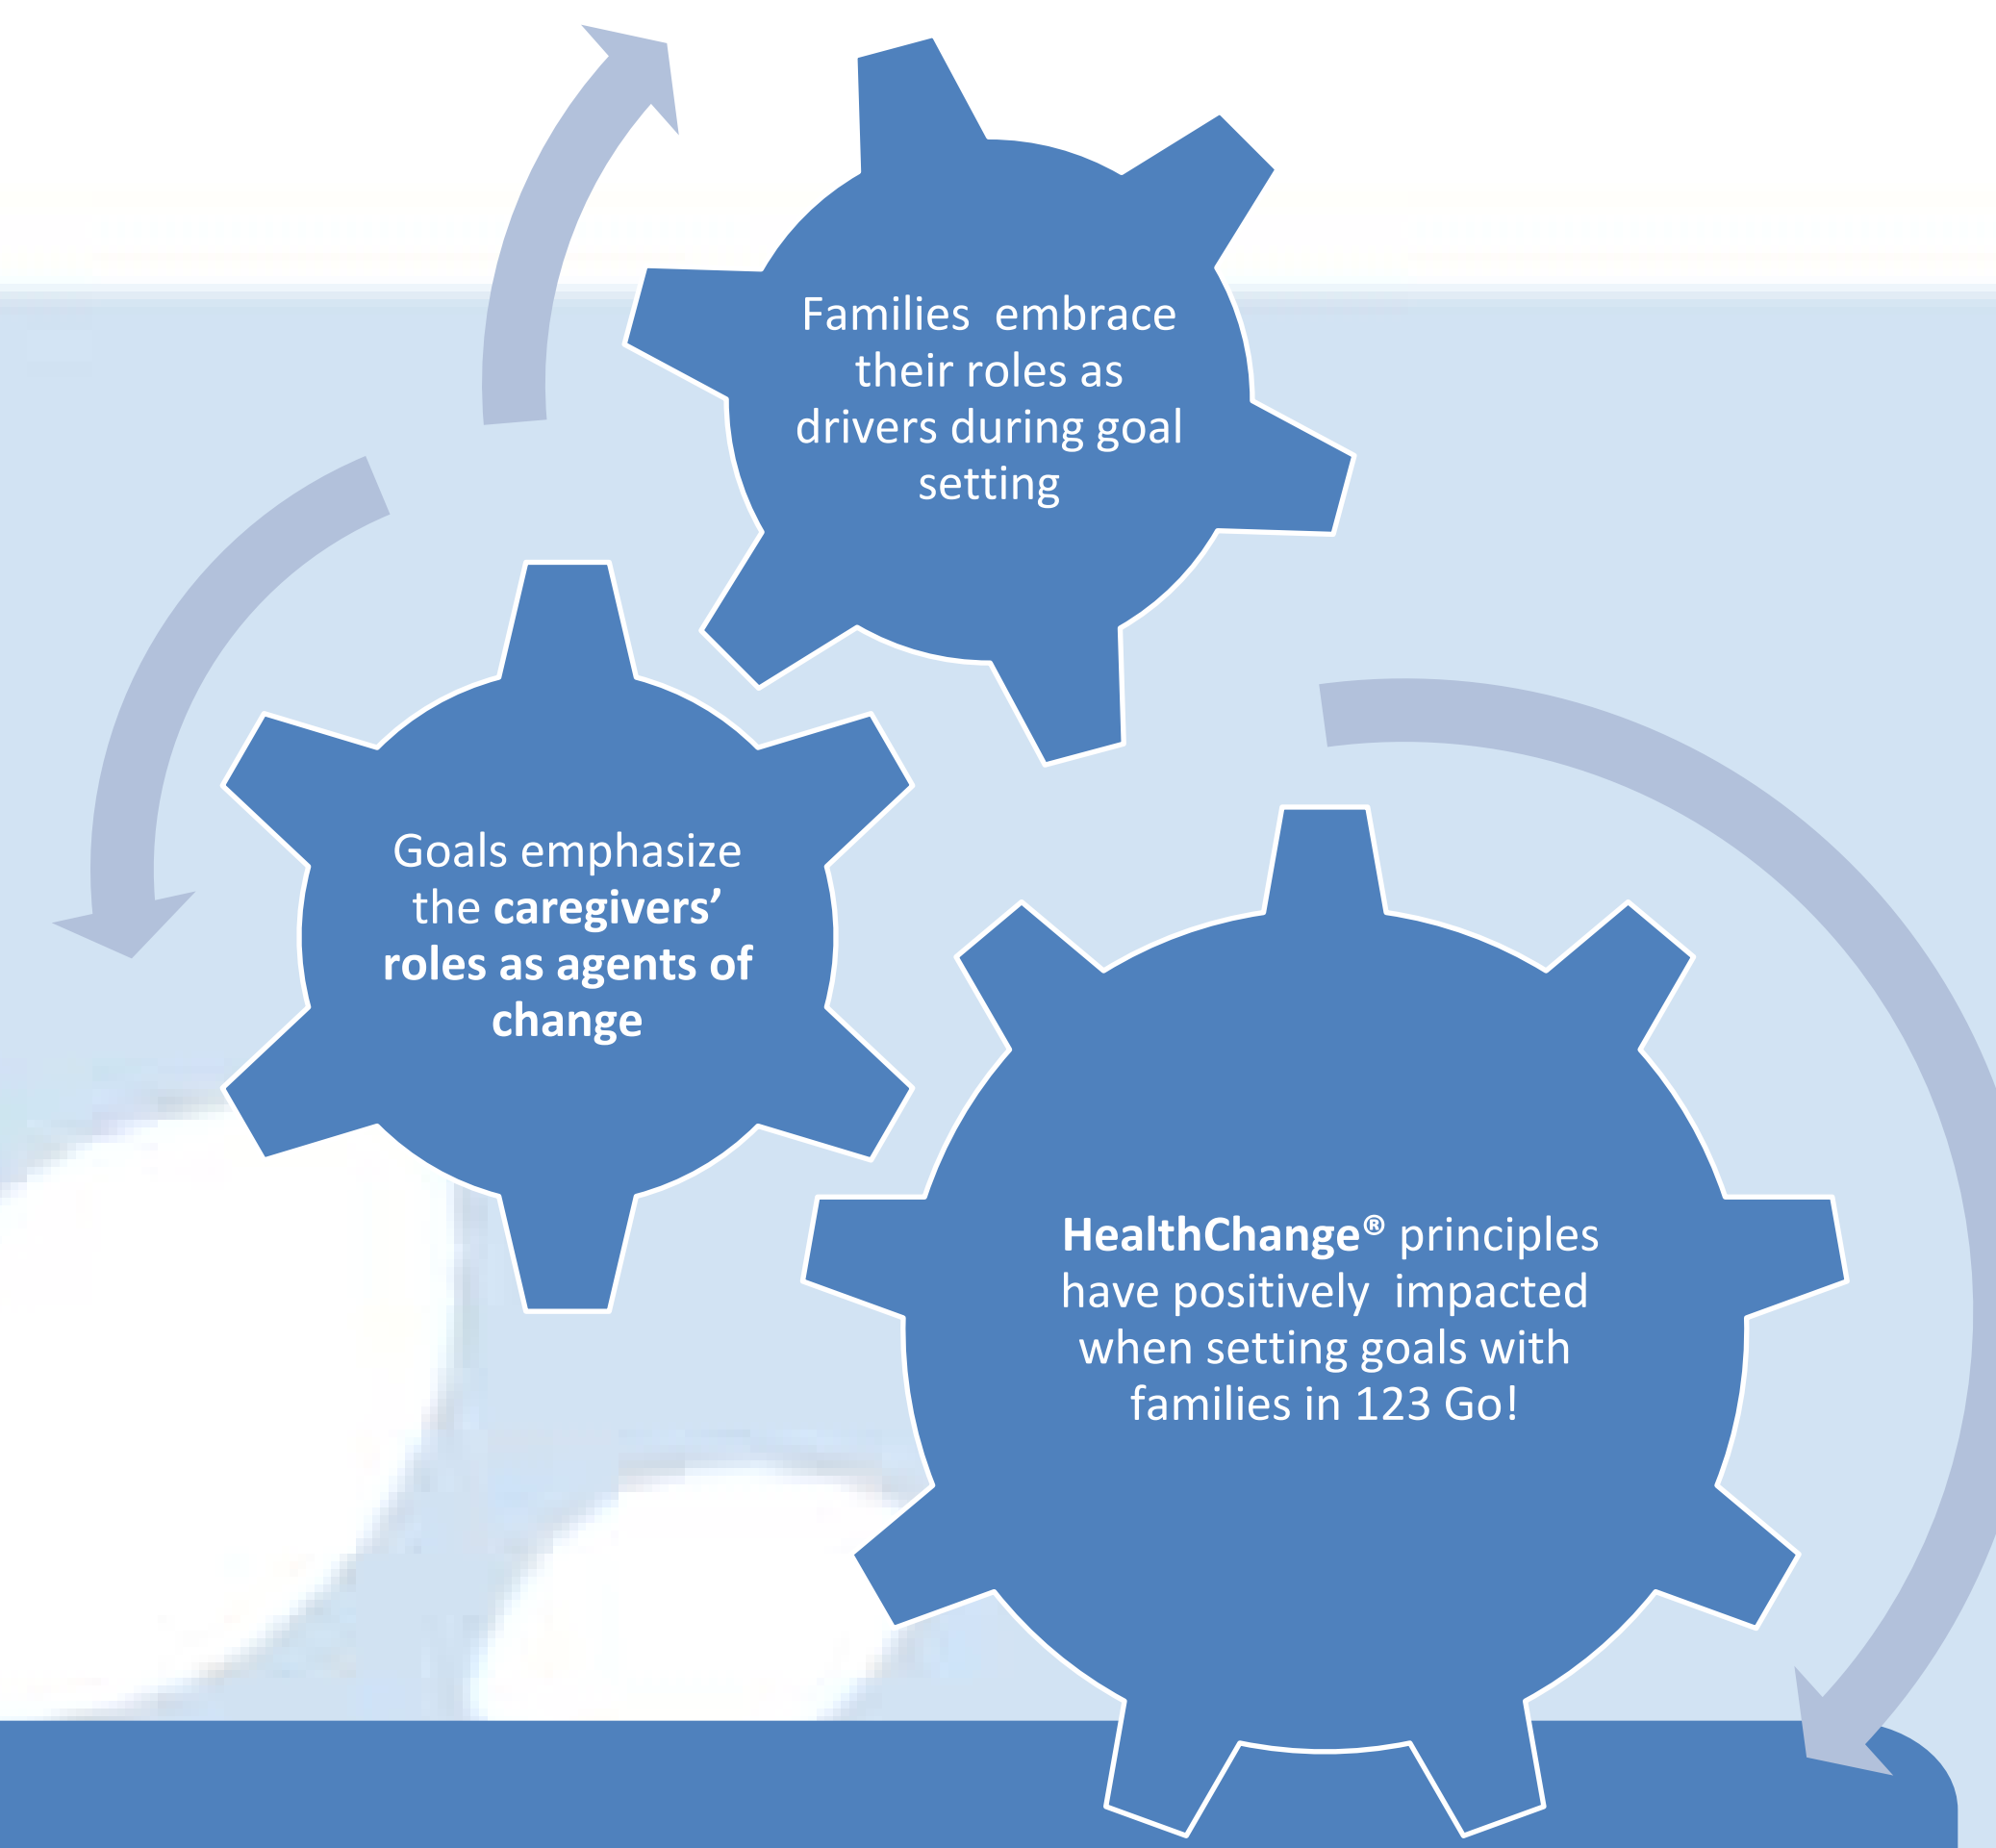 Families  embrace
their roles as
drivers during goal
setting
Goals emphasize
the caregivers’
roles as agents of
change
HealthChange® principles
have positively  impacted
when setting goals with
families in 123 Go!